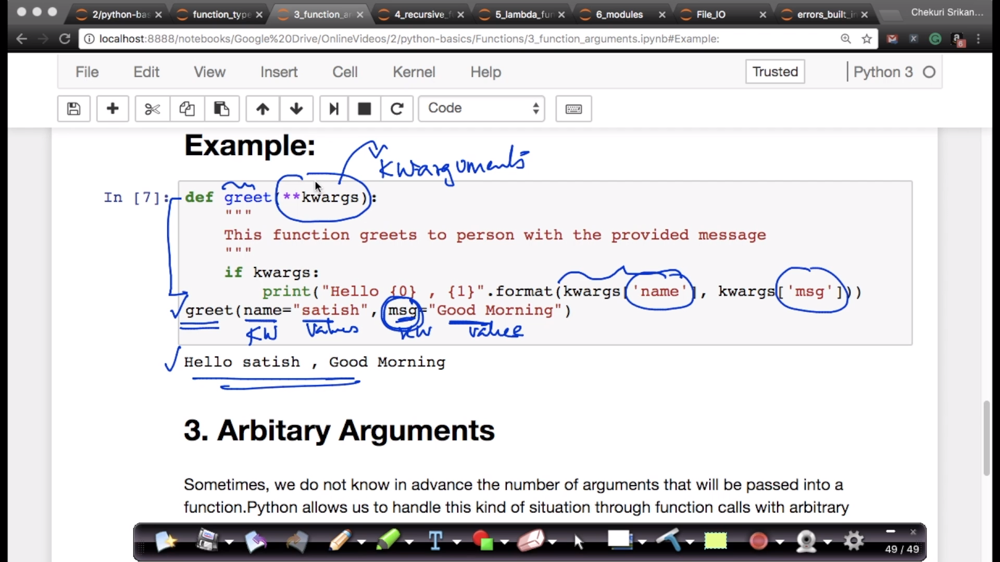 2/python-bas
function_type
3_function_ar
4_recursive_f
5_lambda_fun
6_modules
File_IO
errors_built_in
Chekuri Srikan...
localhost:8888/notebooks/Google%20Drive/OnlineVideos/2/python-basics/Functions/3_function_arguments.ipynb#Example:
6
File Edit View Insert Cell Kernel Help Trusted Python 3
Code
Example:
KW arguments
In [7]: def greet(**kwargs):
"""
This function greets to person with the provided message
"""
if kwargs:
print("Hello {0} , {1}".format(kwargs['name'], kwargs['msg']))
greet(name="satish", msg="Good Morning")
KW Values KW value
Hello satish , Good Morning
3. Arbitary Arguments
Sometimes, we do not know in advance the number of arguments that will be passed into a
function.Python allows us to handle this kind of situation through function calls with arbitrary
T
49 / 49